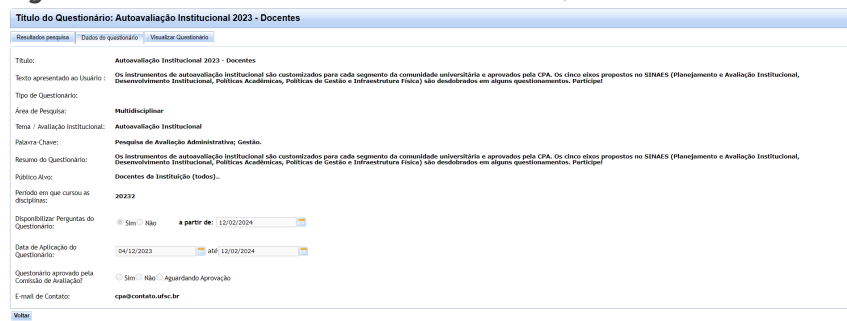 Título do Questionário: Autoavaliação Institucional 2023 - Docentes
Resultados pesquisa Dados do questionário Visualizar Questionário
Título: Autoavaliação Institucional 2023 - Docentes
Texto apresentado ao Usuário : Os instrumentos de autoavaliação institucional são customizados para cada segmento da comunidade universitária e aprovados pela CPA. Os cinco eixos propostos no SINAES (Planejamento e Avaliação Institucional,
Desenvolvimento Institucional, Políticas Acadêmicas, Políticas de Gestão e Infraestrutura Física) são desdobrados em alguns questionamentos. Participe!
Tipo de Questionário:
Área de Pesquisa: Multidisciplinar
Tema / Avaliação Institucional: Autoavaliação Institucional
Palavra-Chave: Pesquisa de Avaliação Administrativa; Gestão.
Resumo do Questionário: Os instrumentos de autoavaliação institucional são customizados para cada segmento da comunidade universitária e aprovados pela CPA. Os cinco eixos propostos no SINAES (Planejamento e Avaliação Institucional,
Desenvolvimento Institucional, Políticas Acadêmicas, Políticas de Gestão e Infraestrutura Física) são desdobrados em alguns questionamentos. Participe!
Público Alvo: Docentes da Instituição (todos)..
Período em que cursou as
disciplinas: 20232
Disponibilizar Perguntas do
Questionário: Sim Não a partir de: 12/02/2024
Data de Aplicação do
Questionário: 04/12/2023 até 12/02/2024
Questonário aprovado pela
Comissão de Avaliação? Sim Não Aguardando Aprovação
E-mail de Contato: cpa@contato.ufsc.br
Voltar